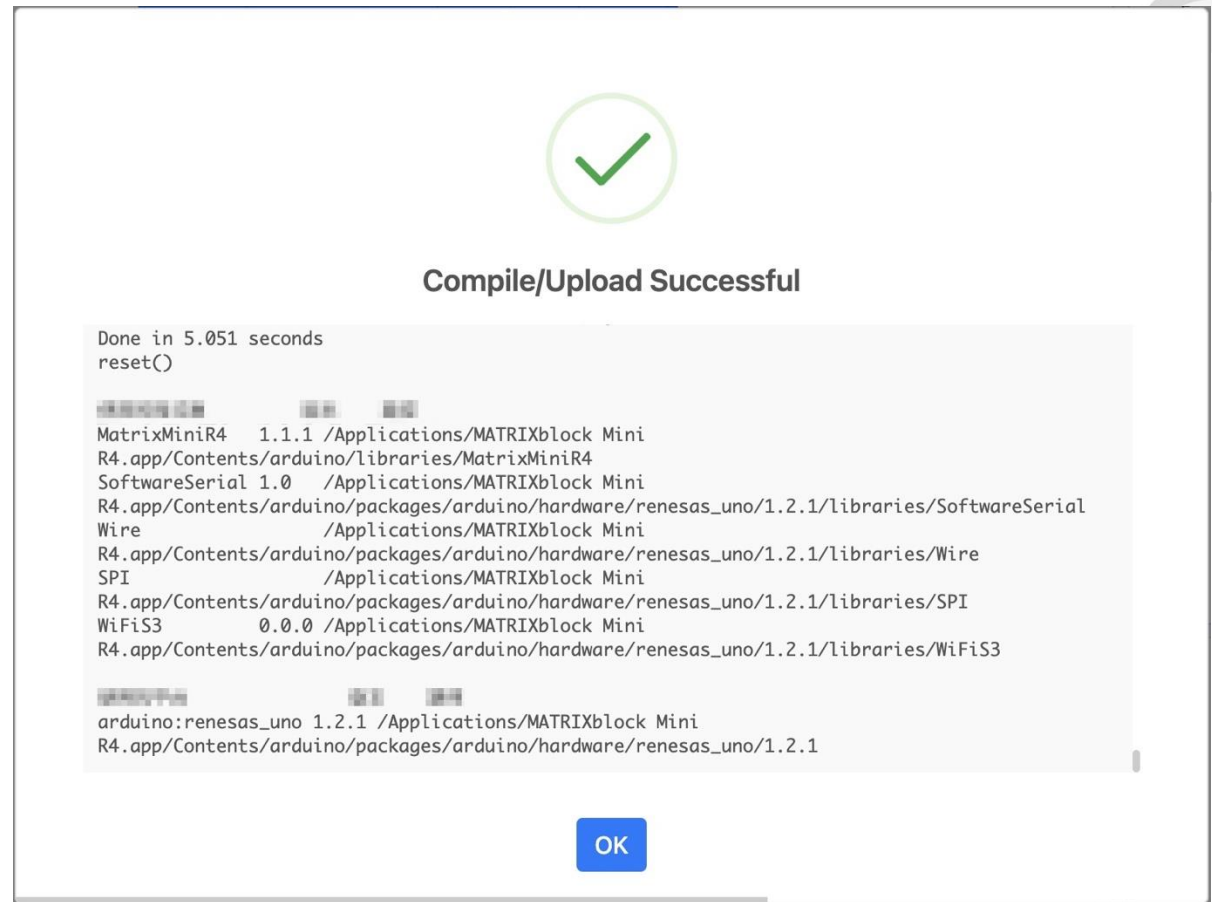 Compile/Upload Successful
Done in 5.051 seconds
reset()
MatrixMiniR4 1.1.1 /Applications/MATRIXblock Mini
R4.app/Contents/arduino/libraries/MatrixMiniR4
SoftwareSerial 1.0 /Applications/MATRIXblock Mini
R4.app/Contents/arduino/packages/arduino/hardware/renesas_uno/1.2.1/libraries/SoftwareSerial
Wire /Applications/MATRIXblock Mini
R4.app/Contents/arduino/packages/arduino/hardware/renesas_uno/1.2.1/libraries/Wire
SPI /Applications/MATRIXblock Mini
R4.app/Contents/arduino/packages/arduino/hardware/renesas_uno/1.2.1/libraries/SPI
WiFiS3 0.0.0 /Applications/MATRIXblock Mini
R4.app/Contents/arduino/packages/arduino/hardware/renesas_uno/1.2.1/libraries/WiFiS3
arduino:renesas_uno 1.2.1 /Applications/MATRIXblock Mini
R4.app/Contents/arduino/packages/arduino/hardware/renesas_uno/1.2.1
OK